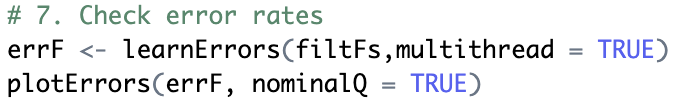 # 7. Check error rates
errF <- learnErrors(filtFs,multithread = TRUE)
plotErrors(errF, nominalQ = TRUE)